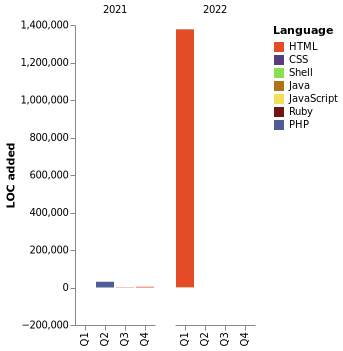 2021
2022
LOC added
1,400,000
1,200,000
1,000,000
800,000
600,000
400,000
200,000
0
−200,000
Q1
Q2
Q3
Q4
Q1
Q2
Q3
Q4
Language
HTML
CSS
Shell
Java
JavaScript
Ruby
PHP